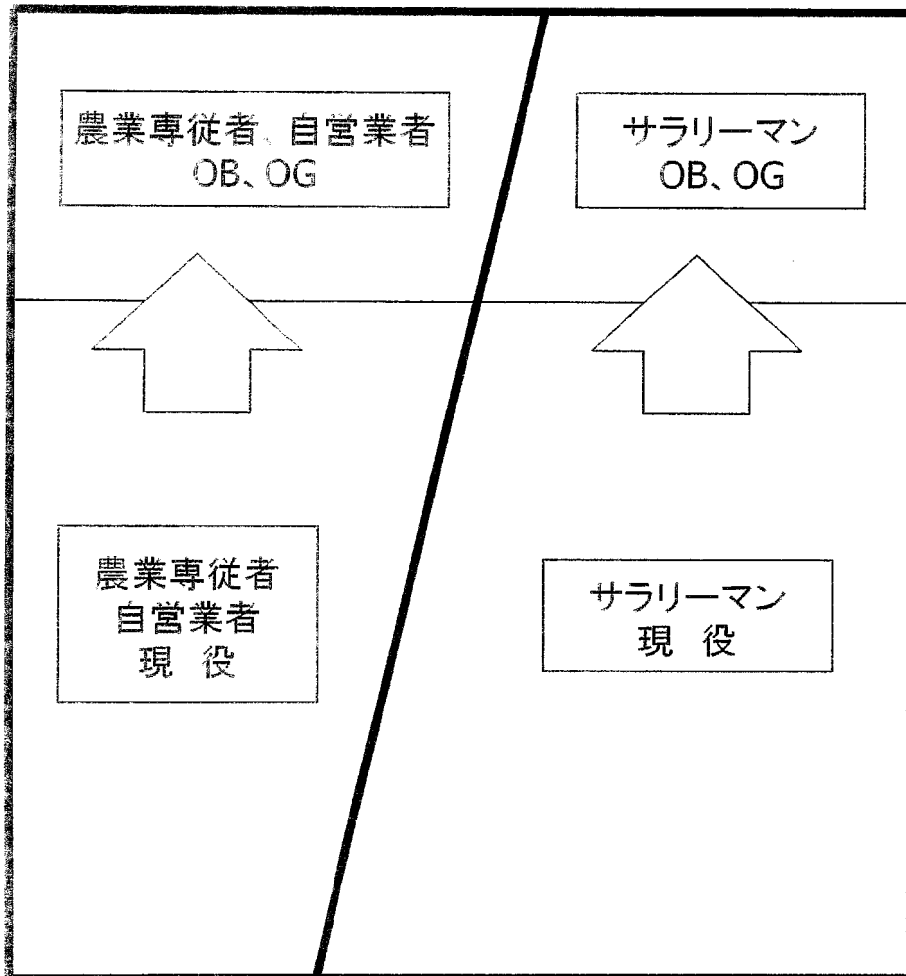 農業専従者、自営業者
OB、OG
サラリーマン
OB、OG
農業専従者
自営業者
現 役
サラリーマン
現 役